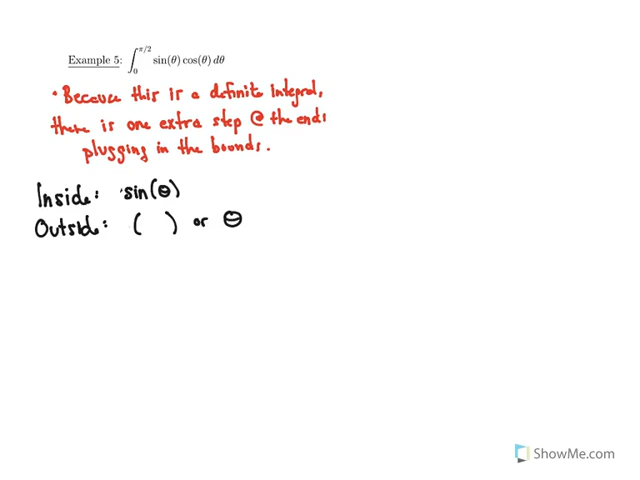 Example 5: ∫₀^{π/2} sin(θ) cos(θ) dθ
• Because this is a definite integral,
there is one extra step @ the end:
plugging in the bounds.
Inside: sin(θ)
Outside: ( ) or θ
ShowMe.com